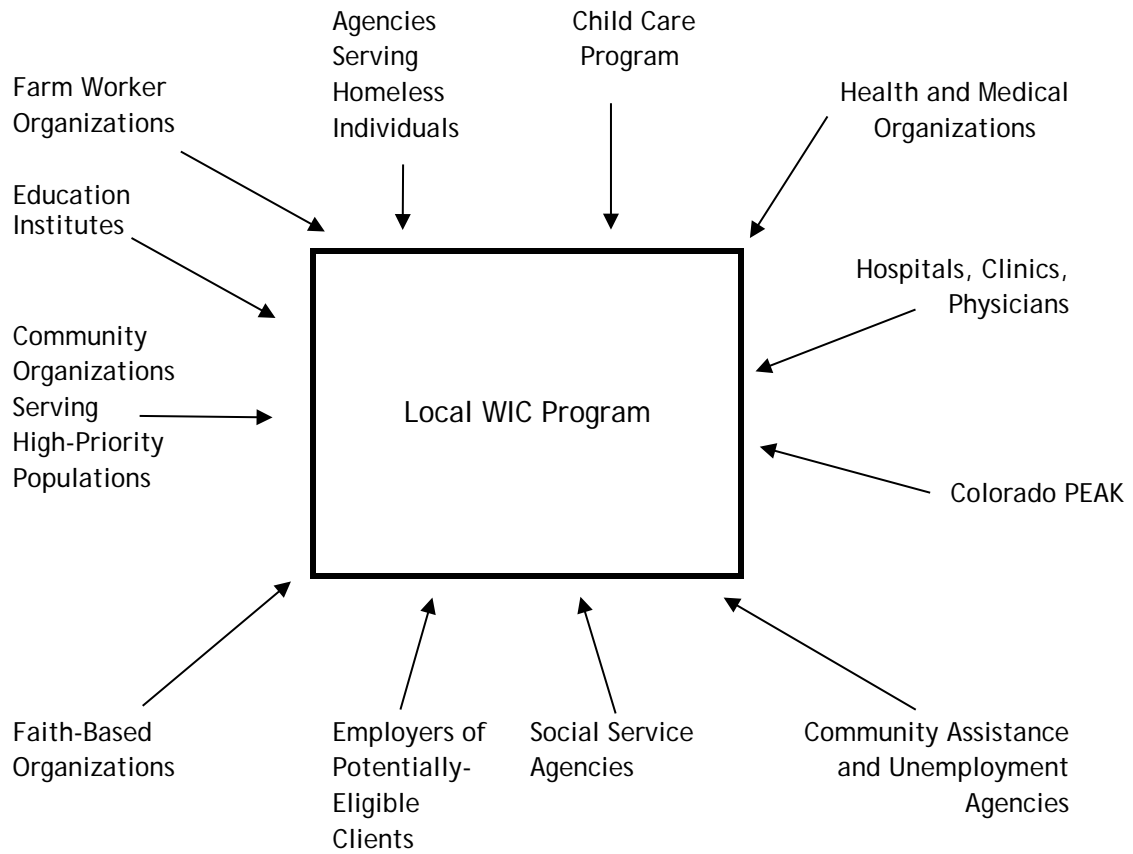 Agencies
Serving
Homeless
Individuals
Child Care
Program
Farm Worker
Organizations
Health and Medical
Organizations
Education
Institutes
Hospitals, Clinics,
Physicians
Community
Organizations
Serving
High-Priority
Populations
Local WIC Program
Colorado PEAK
Faith-Based
Organizations
Employers of
Potentially-
Eligible
Clients
Social Service
Agencies
Community Assistance
and Unemployment
Agencies